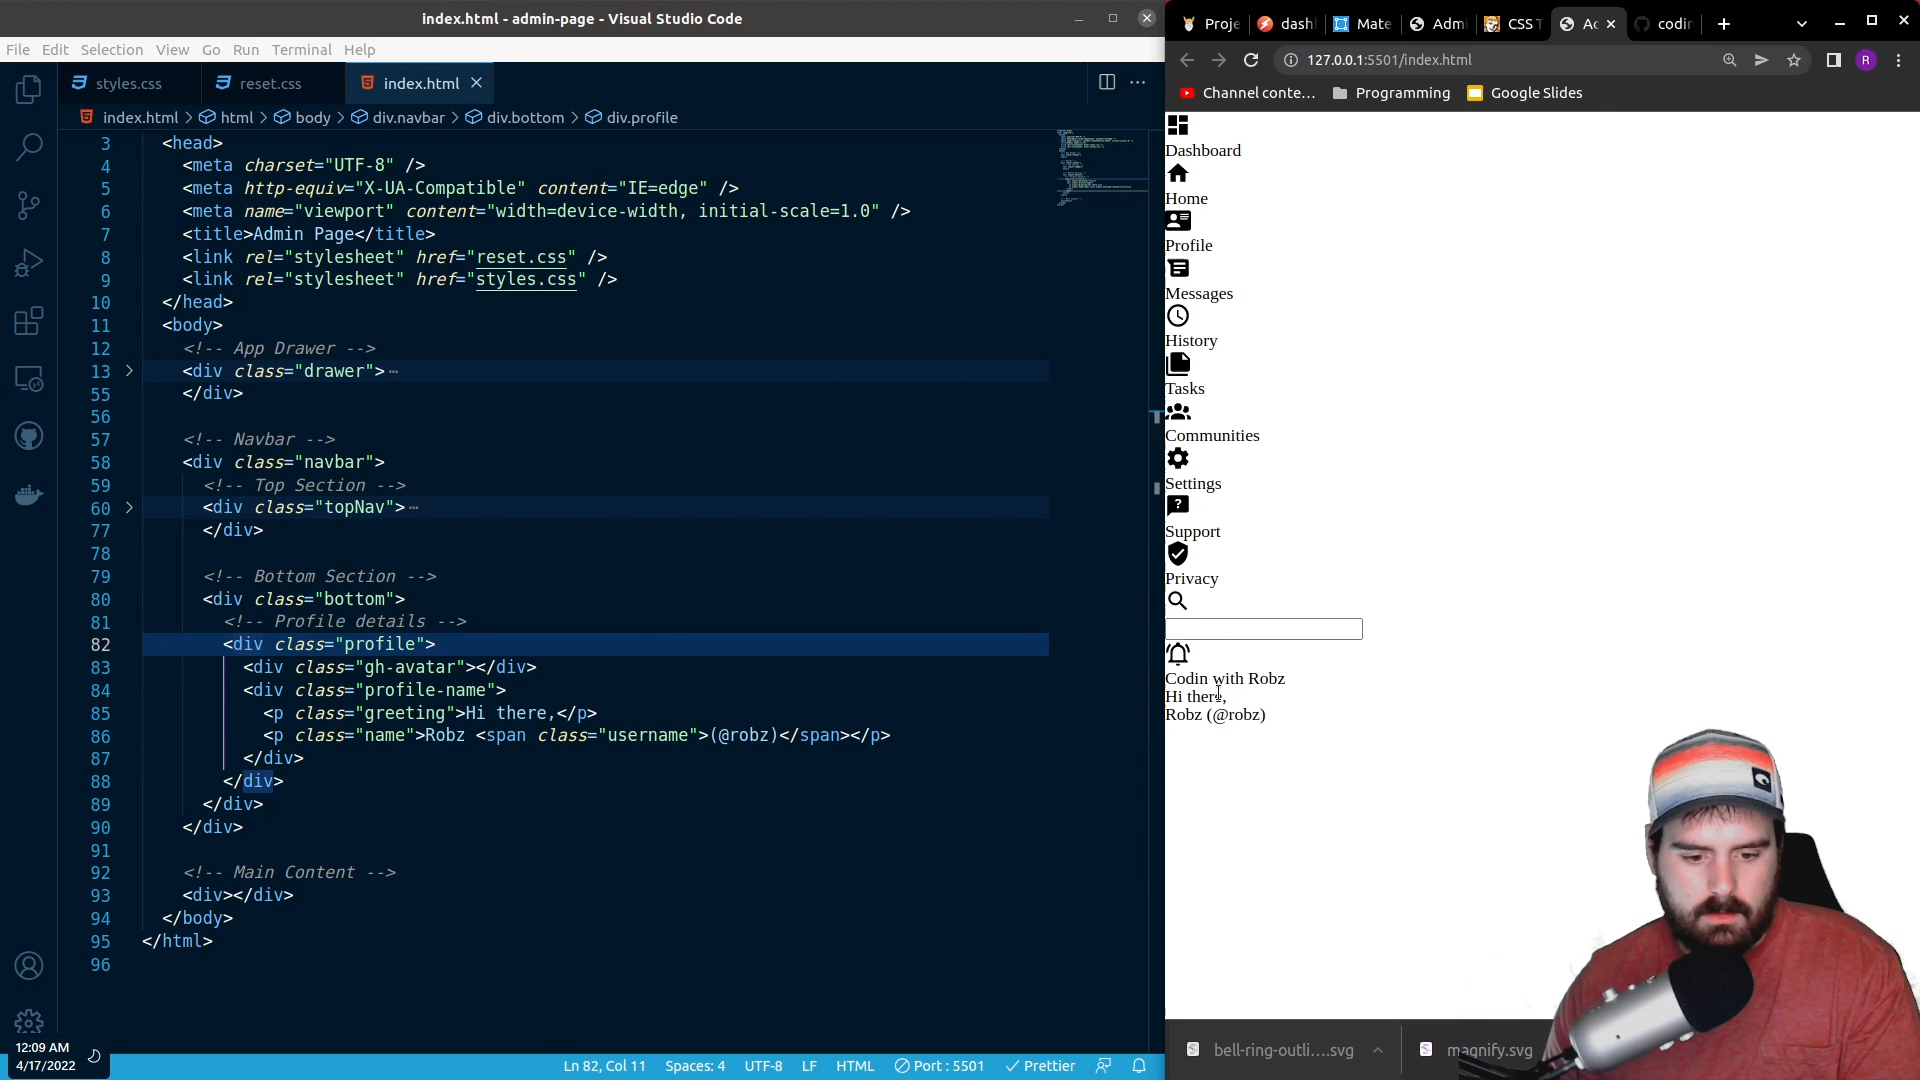 index.html - admin-page - Visual Studio Code
File Edit Selection View Go Run Terminal Help
styles.css reset.css index.html
index.html > html > body > div.navbar > div.bottom > div.profile
3 <head>
4 <meta charset="UTF-8" />
5 <meta http-equiv="X-UA-Compatible" content="IE=edge" />
6 <meta name="viewport" content="width=device-width, initial-scale=1.0" />
7 <title>Admin Page</title>
8 <link rel="stylesheet" href="reset.css" />
9 <link rel="stylesheet" href="styles.css" />
10 </head>
11 <body>
12 <!-- App Drawer -->
13 <div class="drawer"> ⋯
55 </div>
56
57 <!-- Navbar -->
58 <div class="navbar">
59 <!-- Top Section -->
60 <div class="topNav"> ⋯
77 </div>
78
79 <!-- Bottom Section -->
80 <div class="bottom">
81 <!-- Profile details -->
82 <div class="profile">
83 <div class="gh-avatar"></div>
84 <div class="profile-name">
85 <p class="greeting">Hi there,</p>
86 <p class="name">Robz <span class="username">(@robz)</span></p>
87 </div>
88 </div>
89 </div>
90 </div>
91
92 <!-- Main Content -->
93 <div></div>
94 </body>
95 </html>
96
12:09 AM
4/17/2022
Ln 82, Col 11 Spaces: 4 UTF-8 LF HTML Port : 5501 Prettier
Proje dash Mate Adm CSS T Ac codin
127.0.0.1:5501/index.html R
Channel conte... Programming Google Slides
Dashboard
Home
Profile
Messages
History
Tasks
Communities
Settings
Support
Privacy
Codin with Robz
Hi there,
Robz (@robz)
bell-ring-outli....svg magnify.svg